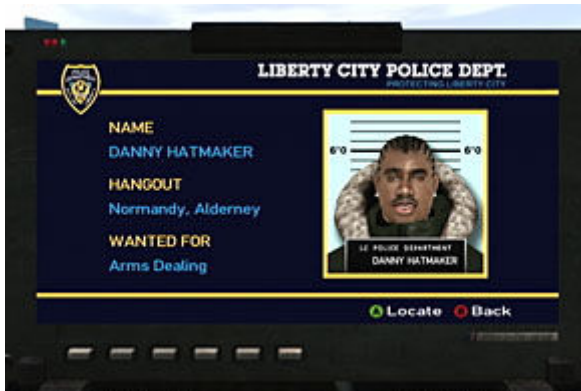 LIBERTY CITY POLICE DEPT.
PROTECTING LIBERTY CITY
NAME
DANNY HATMAKER
HANGOUT
Normandy, Alderney
WANTED FOR
Arms Dealing
6'0 6'0
LC POLICE DEPARTMENT
DANNY HATMAKER
A Locate B Back